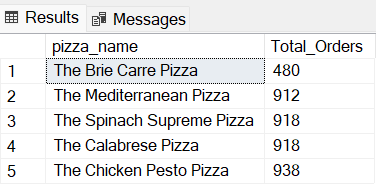 Results Messages
pizza_name Total_Orders
1 The Brie Carre Pizza 480
2 The Mediterranean Pizza 912
3 The Spinach Supreme Pizza 918
4 The Calabrese Pizza 918
5 The Chicken Pesto Pizza 938